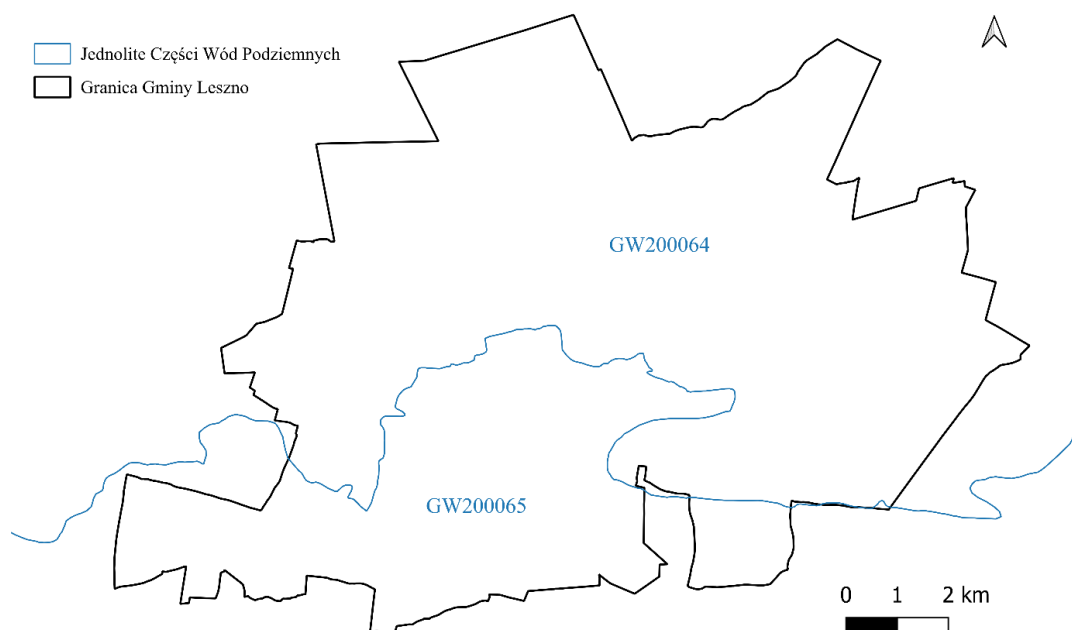 Jednolite Części Wód Podziemnych
Granica Gminy Leszno
GW200064
GW200065
0 1 2 km